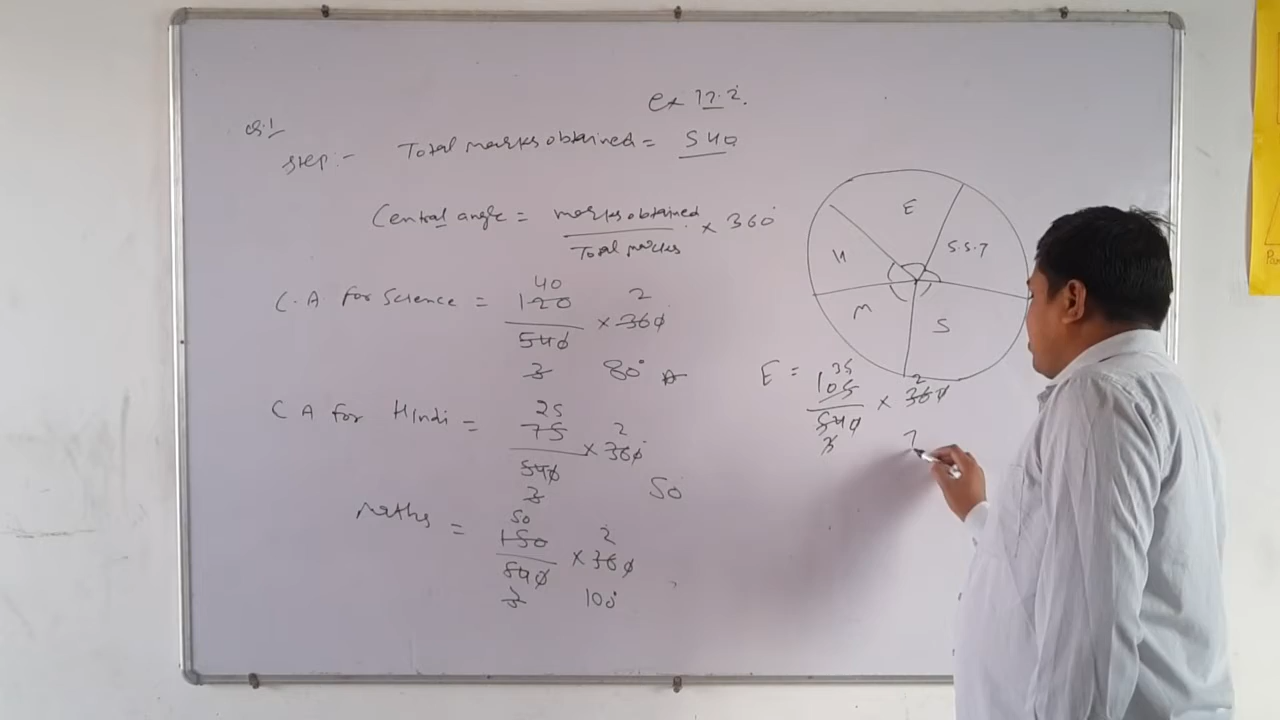 ex 12.2.
Q.1
Step:- Total marks obtained = 540
Central angle = marks obtained / Total marks × 360°
C.A for Science = 120 / 540 × 360
40 2
3 80°
C A for Hindi = 75 / 540 × 360
25 2
3 50°
Maths = 150 / 540 × 360
50 2
3 100°
E
S.S.T
H
M
S
E = 105 / 540 × 360
35 2
3 7